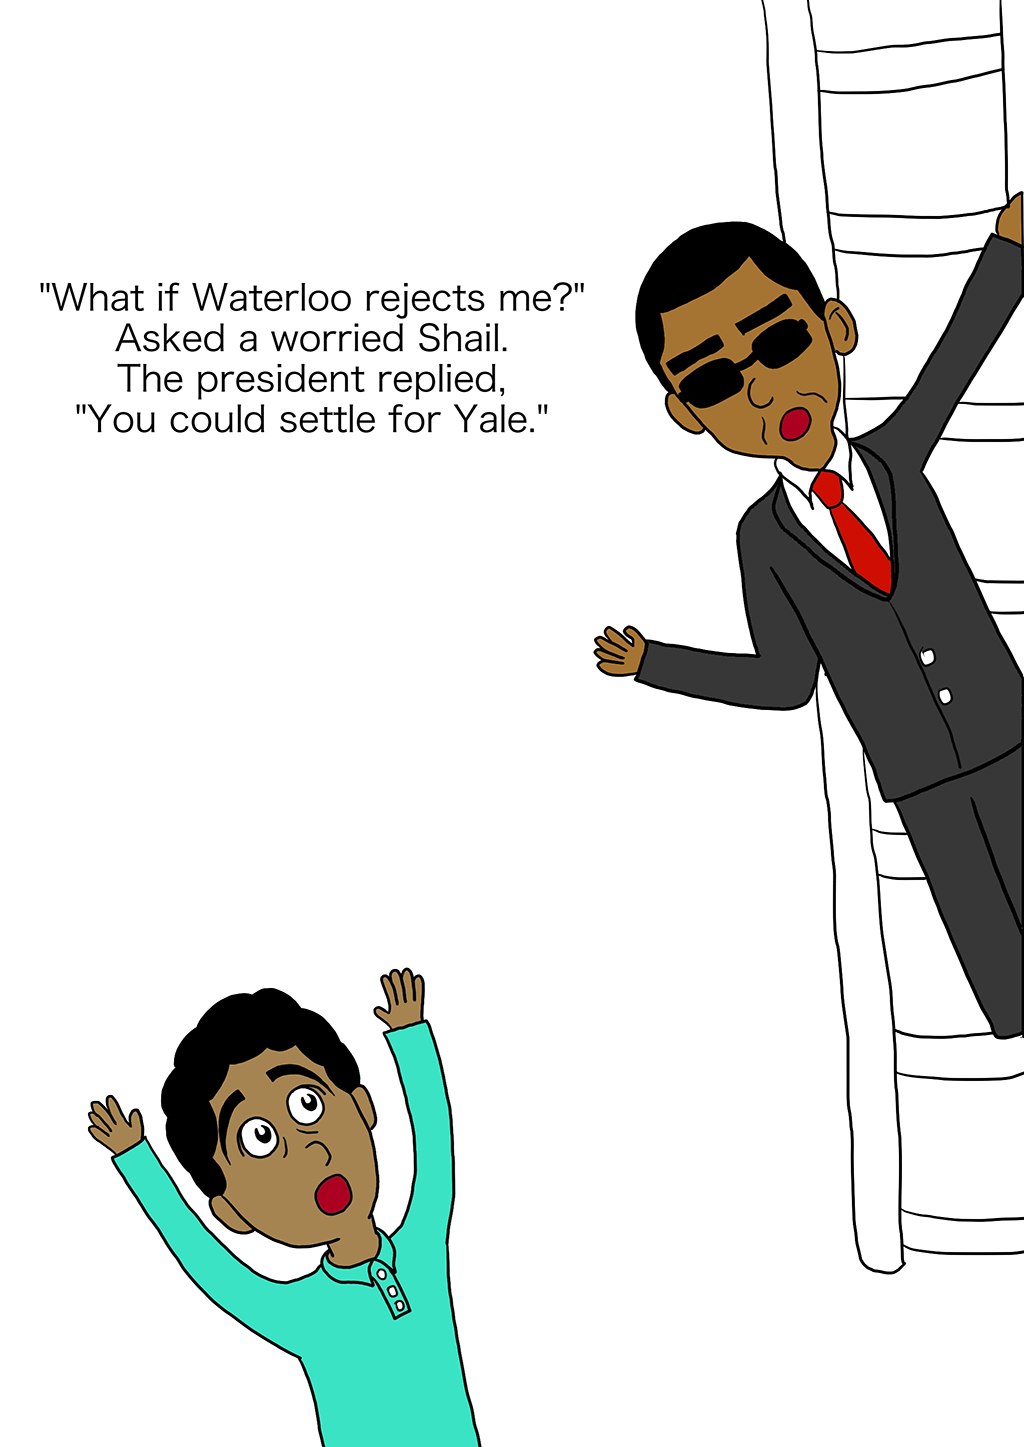 "What if Waterloo rejects me?"
Asked a worried Shail.
The president replied,
"You could settle for Yale."